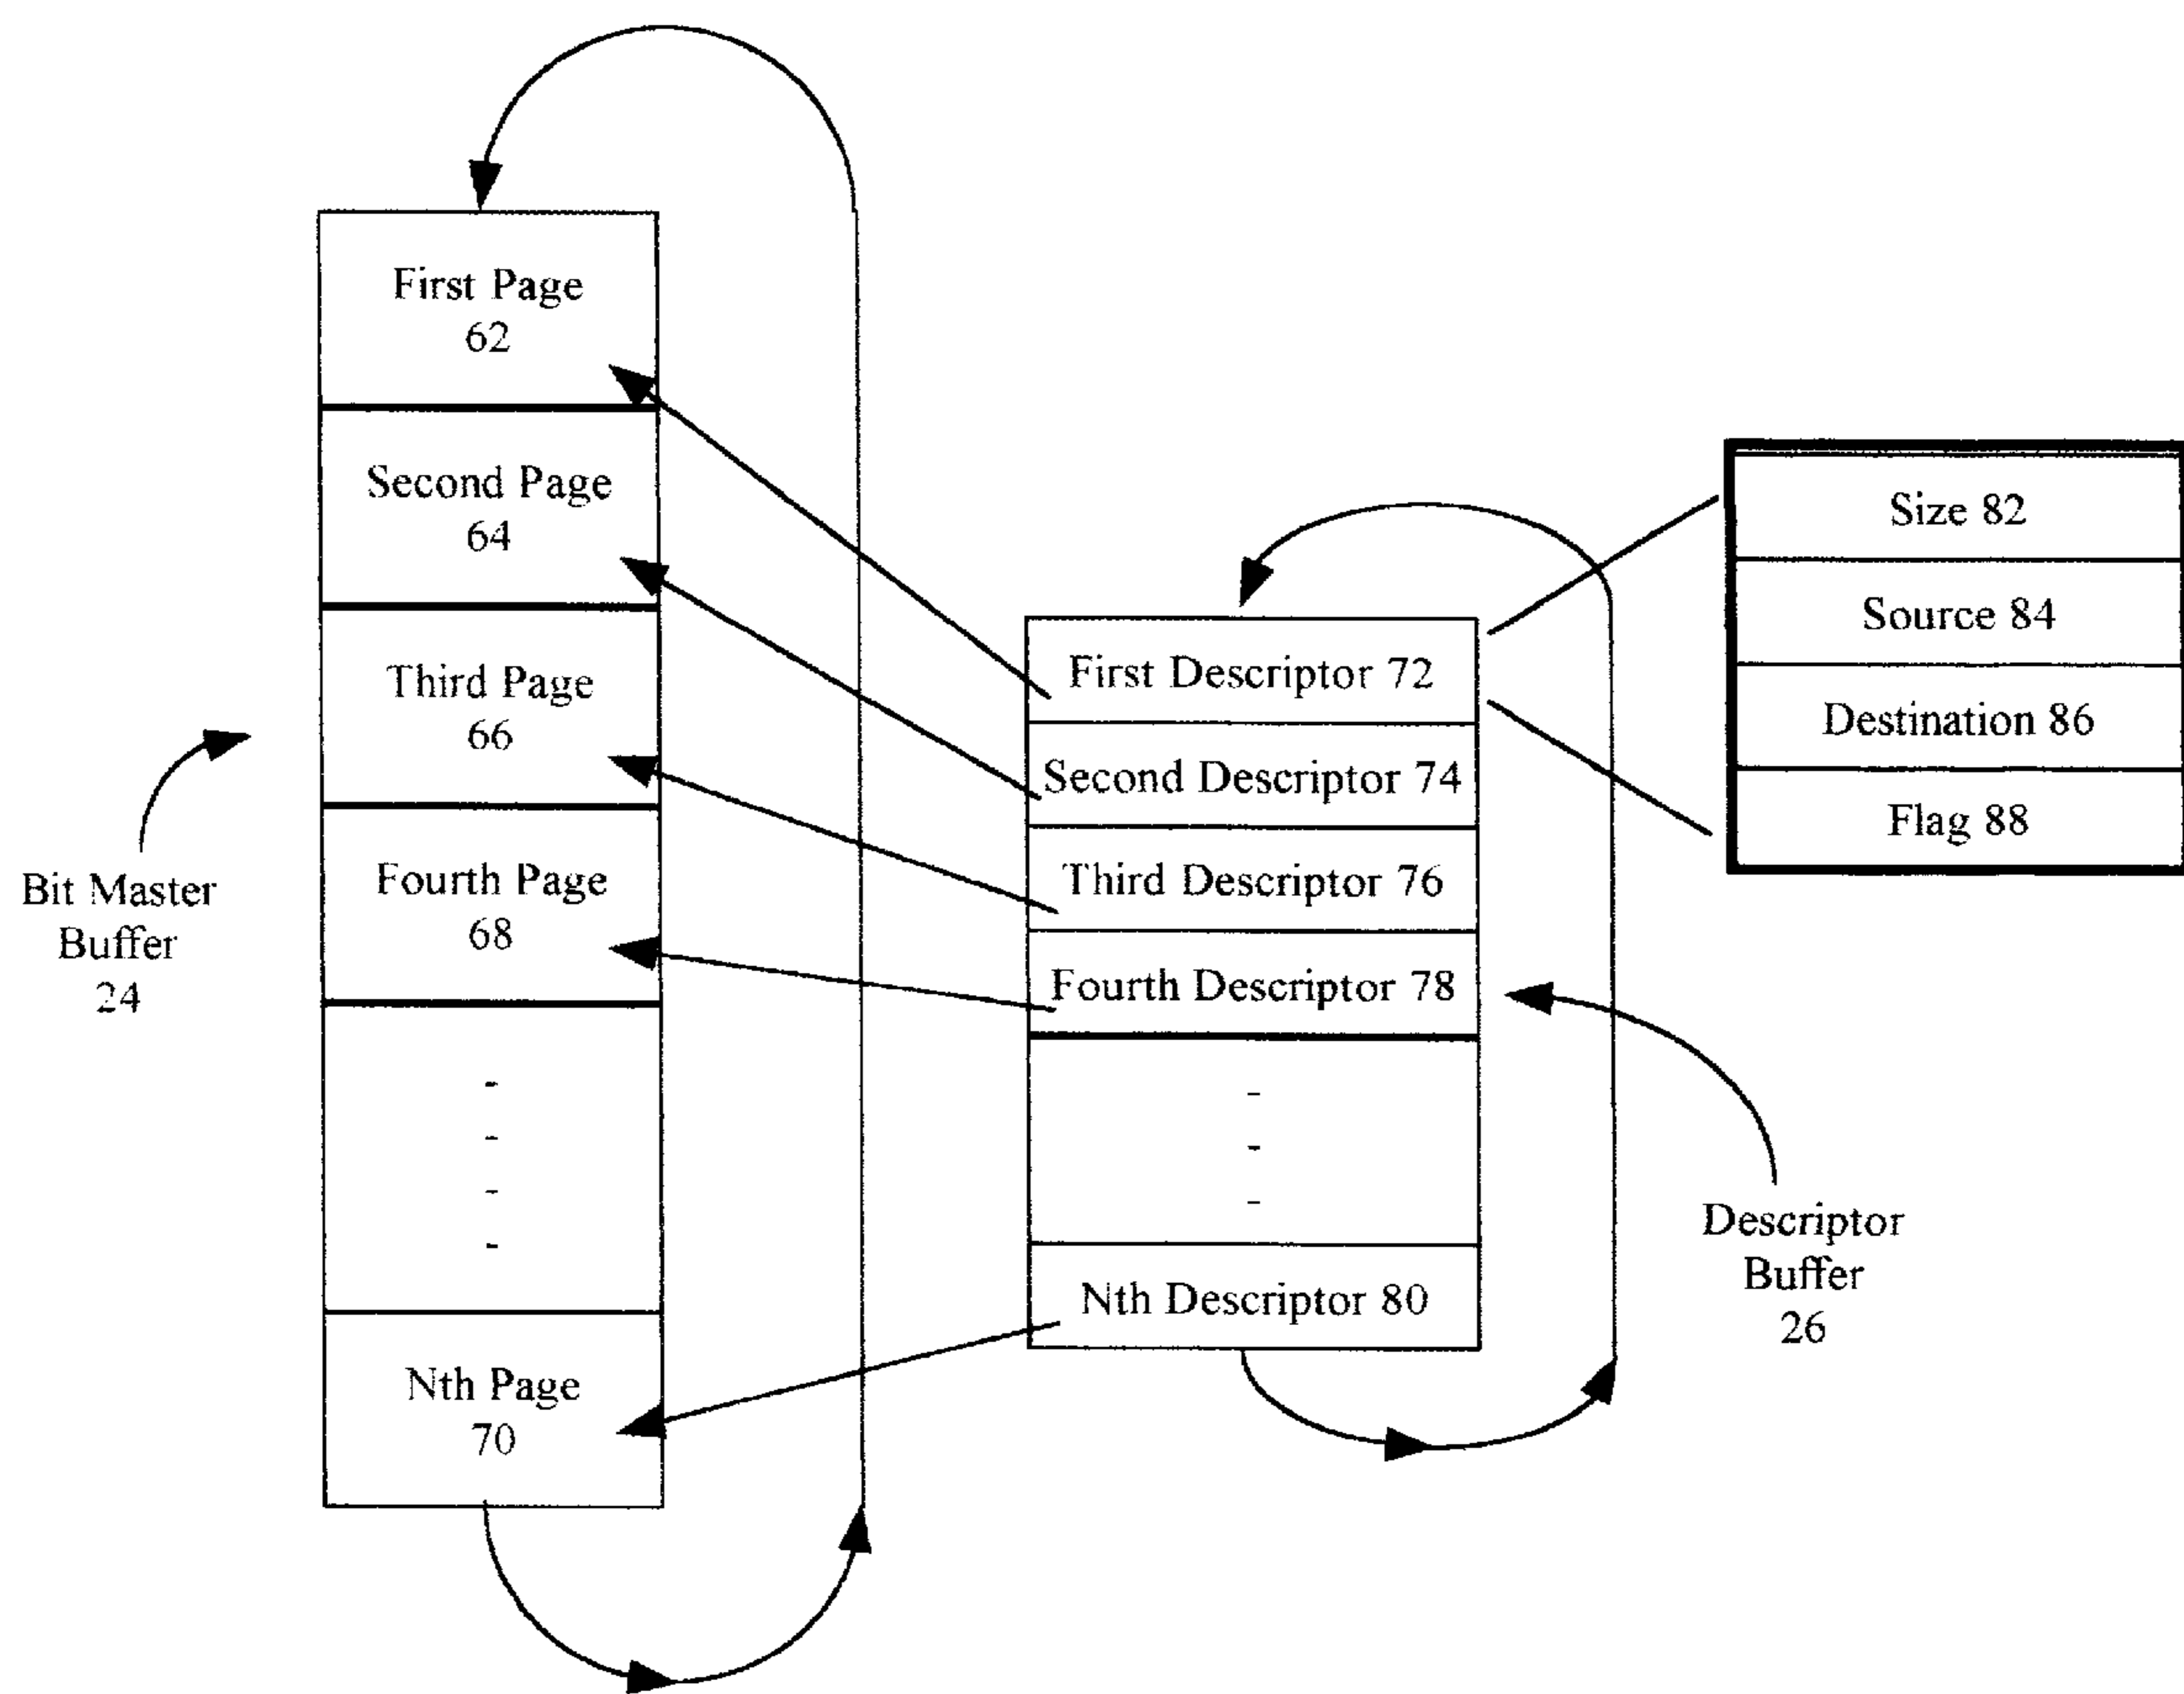 First Page
62
Second Page
64
Third Page
66
Fourth Page
68
-
-
-
-
Nth Page
70
Bit Master
Buffer
24
First Descriptor 72
Second Descriptor 74
Third Descriptor 76
Fourth Descriptor 78
-
-
-
Nth Descriptor 80
Size 82
Source 84
Destination 86
Flag 88
Descriptor
Buffer
26